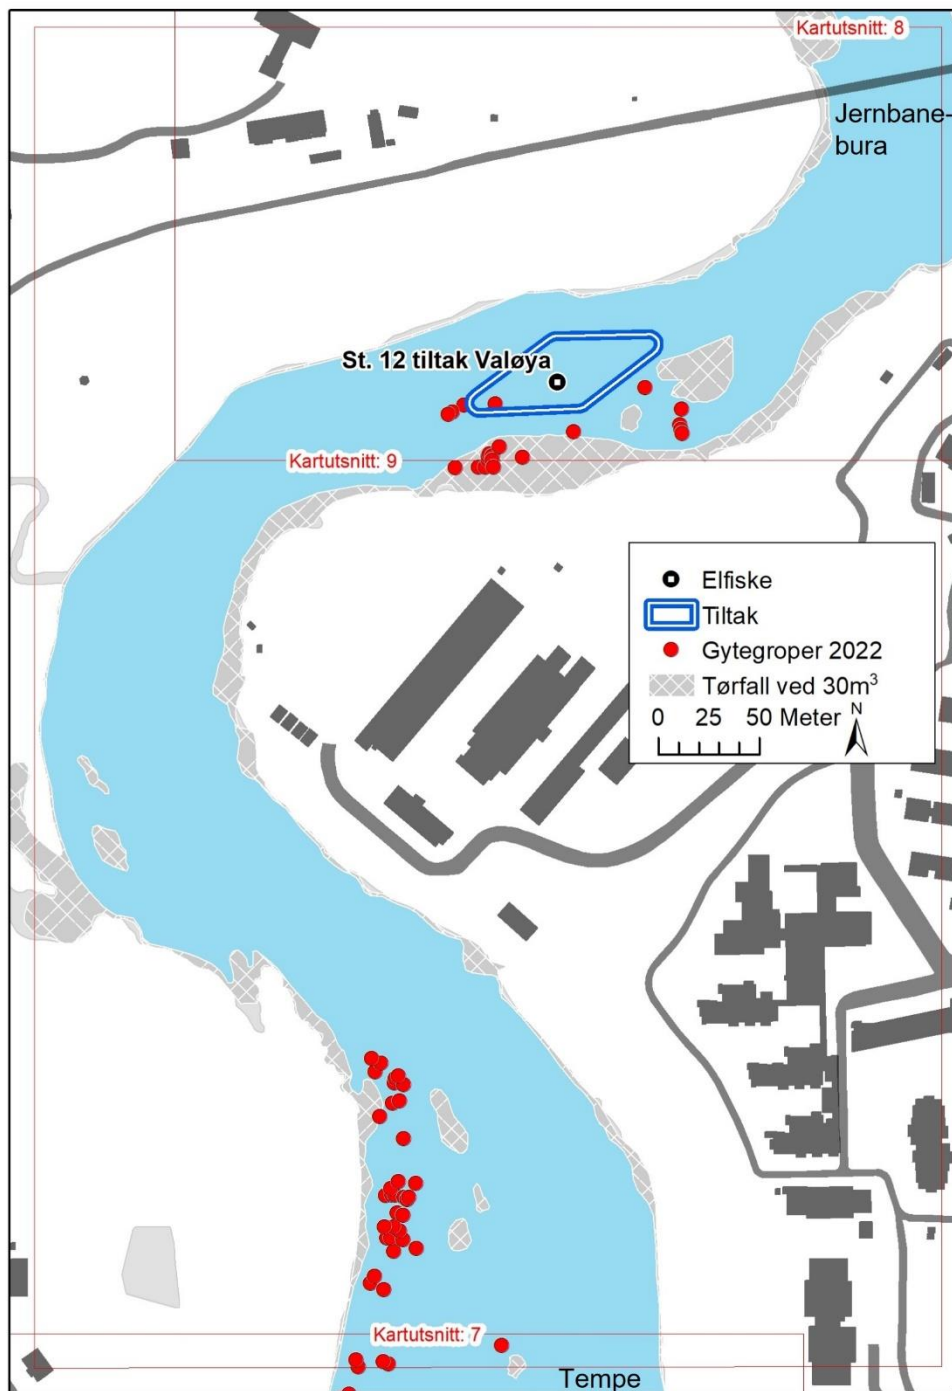 Kartutsnitt: 8
Jernbane-
bura
St. 12 tiltak Valøya
Kartutsnitt: 9
Elfiske
Tiltak
Gytegroper 2022
Tørfall ved 30m³
0 25 50 Meter N
Kartutsnitt: 7
Tempe